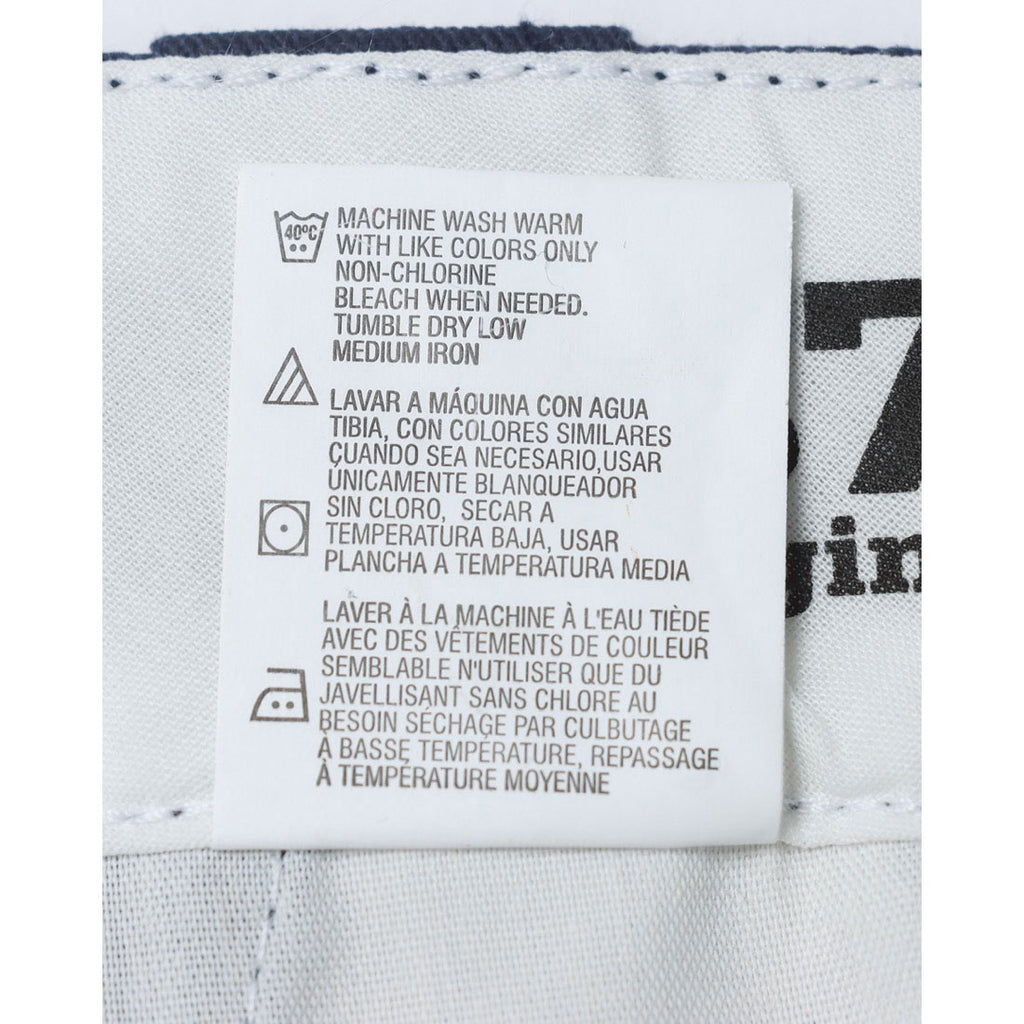 40ºC
MACHINE WASH WARM
WITH LIKE COLORS ONLY
NON-CHLORINE
BLEACH WHEN NEEDED.
TUMBLE DRY LOW
MEDIUM IRON
LAVAR A MÁQUINA CON AGUA
TIBIA, CON COLORES SIMILARES
CUANDO SEA NECESARIO,USAR
ÚNICAMENTE BLANQUEADOR
SIN CLORO, SECAR A
TEMPERATURA BAJA, USAR
PLANCHA A TEMPERATURA MEDIA
LAVER À LA MACHINE À L'EAU TIÈDE
AVEC DES VÊTEMENTS DE COULEUR
SEMBLABLE N'UTILISER QUE DU
JAVELLISANT SANS CHLORE AU
BESOIN SÉCHAGE PAR CULBUTAGE
À BASSE TEMPÉRATURE, REPASSAGE
À TEMPÉRATURE MOYENNE
7